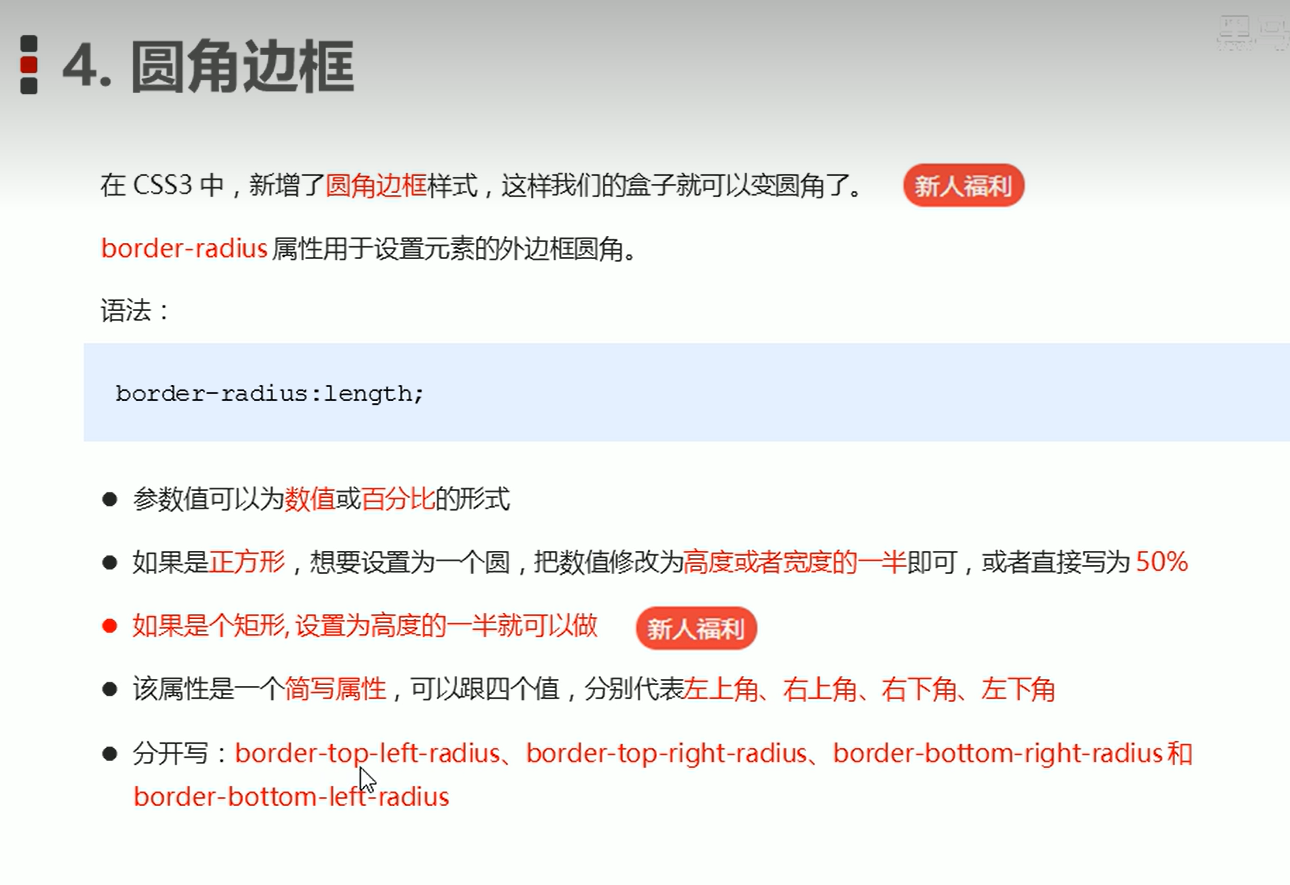 4. 圆角边框
在 CSS3 中，新增了圆角边框样式，这样我们的盒子就可以变圆角了。 新人福利
border-radius 属性用于设置元素的外边框圆角。
语法：
border-radius:length;
● 参数值可以为数值或百分比的形式
● 如果是正方形，想要设置为一个圆，把数值修改为高度或者宽度的一半即可，或者直接写为 50%
● 如果是个矩形, 设置为高度的一半就可以做 新人福利
● 该属性是一个简写属性，可以跟四个值，分别代表左上角、右上角、右下角、左下角
● 分开写：border-top-left-radius、border-top-right-radius、border-bottom-right-radius 和
border-bottom-left-radius